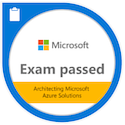 Microsoft
Exam passed
Architecting Microsoft
Azure Solutions